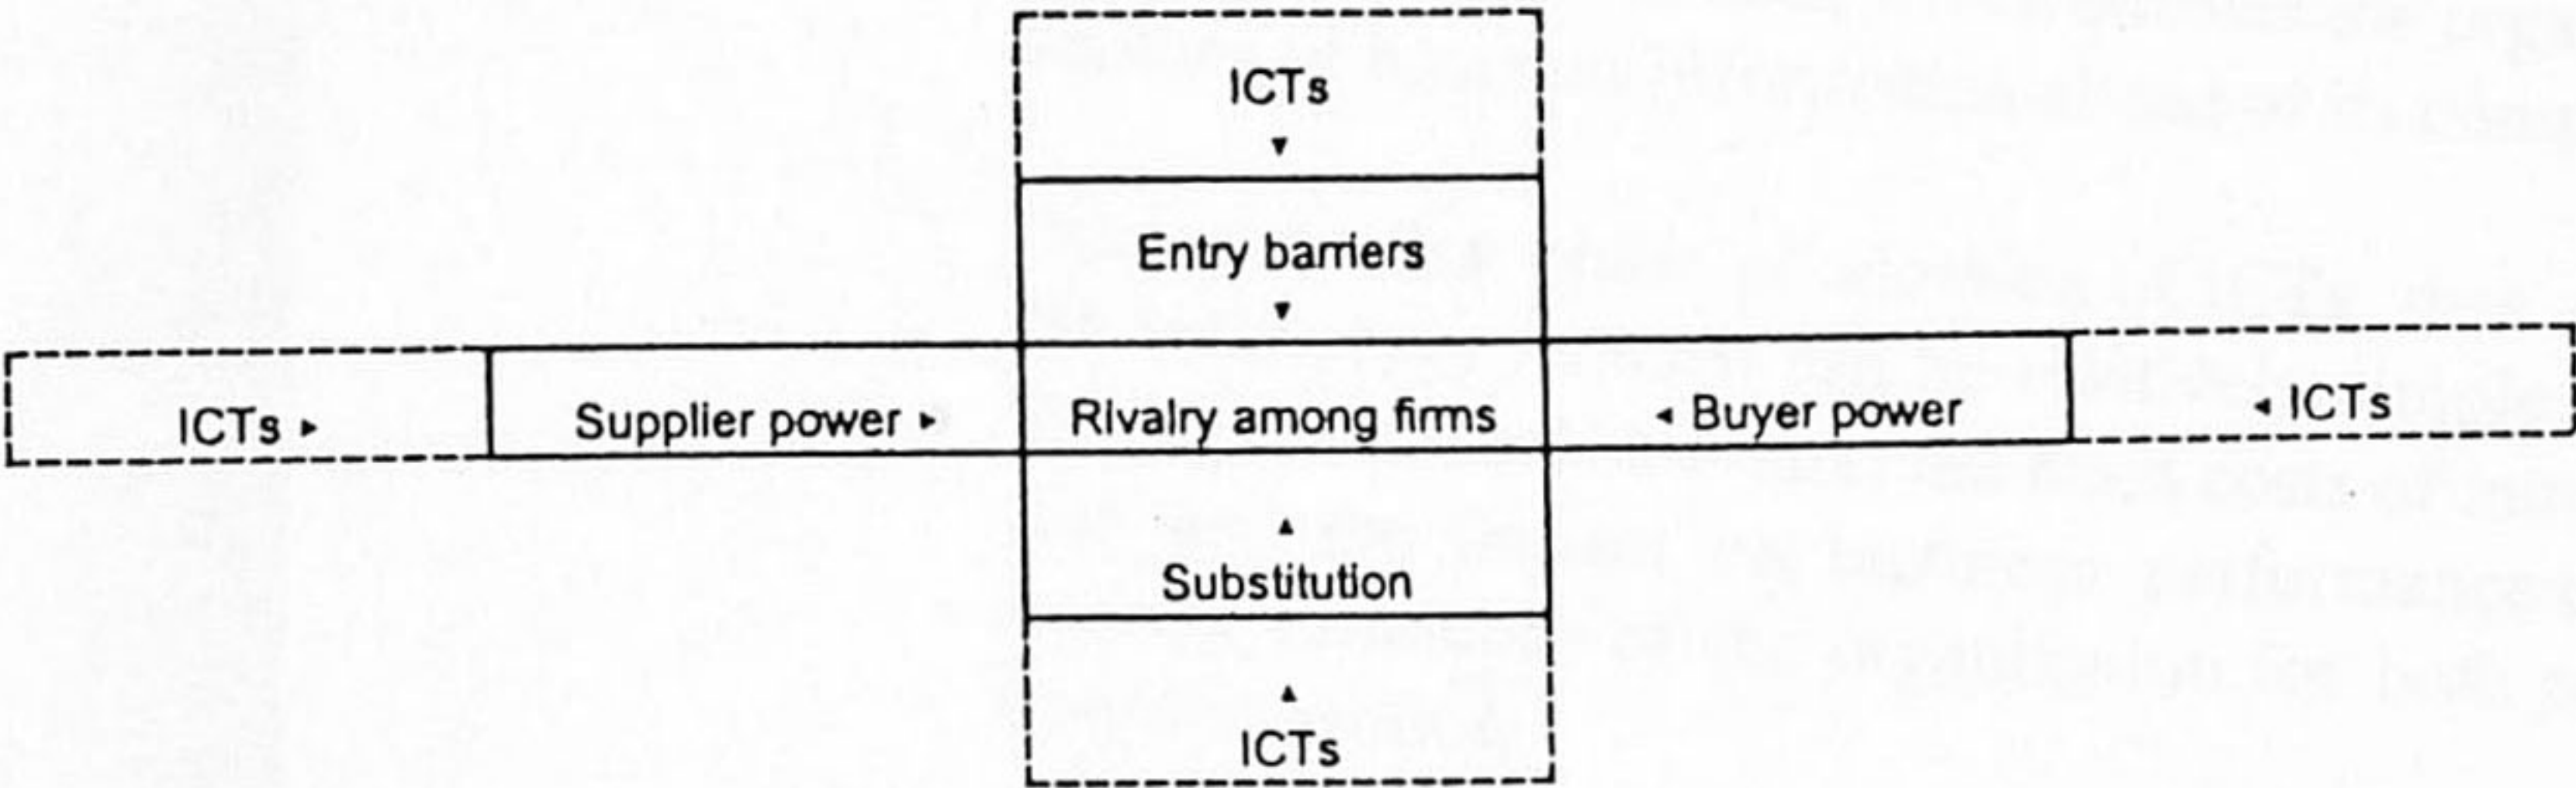 ICTs
▼
Entry barriers
▼
ICTs ► Supplier power ► Rivalry among firms ◄ Buyer power ◄ ICTs
▲
Substitution
▲
ICTs